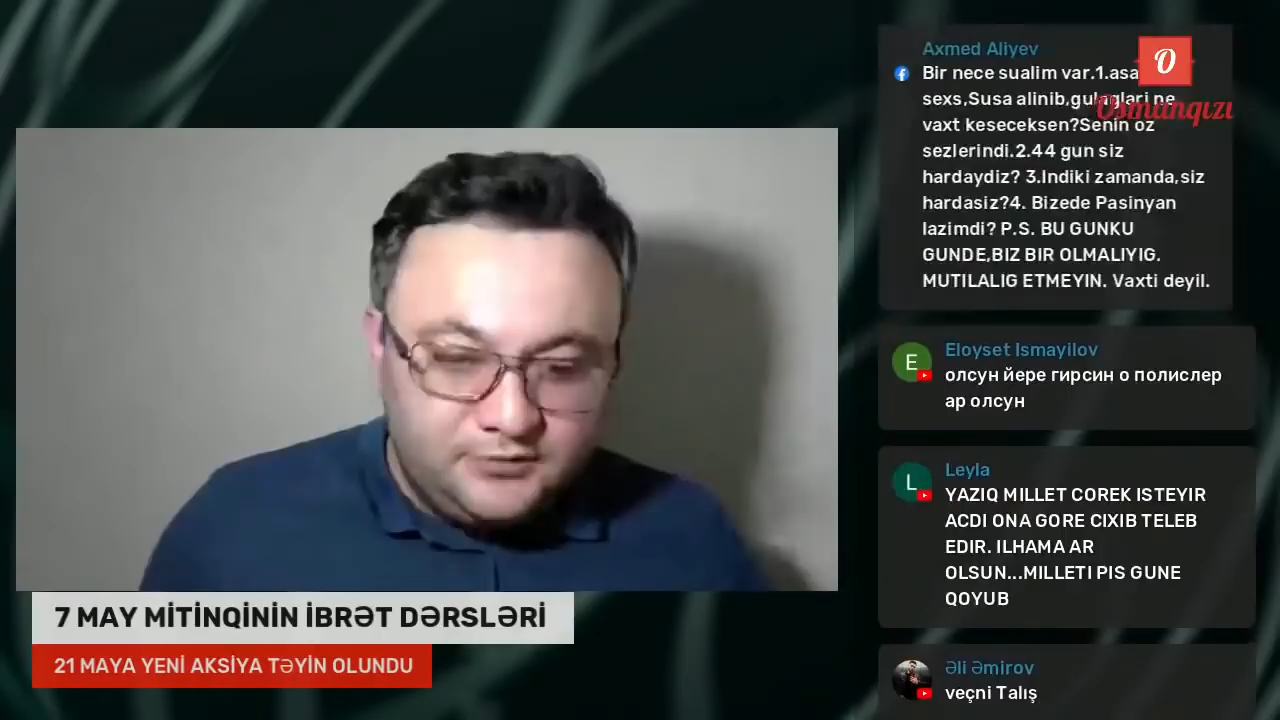 7 MAY MİTİNQİNİN İBRƏT DƏRSLƏRİ
21 MAYA YENİ AKSİYA TƏYİN OLUNDU
O
Osmanqızı
Axmed Aliyev
Bir nece sualim var.1.asa
sexs,Susa alinib,gulaglari ne
vaxt keseceksen?Senin oz
sezlerindi.2.44 gun siz
hardaydiz? 3.Indiki zamanda,siz
hardasiz?4. Bizede Pasinyan
lazimdi? P.S. BU GUNKU
GUNDE,BIZ BIR OLMALIYIG.
MUTILALIG ETMEYIN. Vaxti deyil.
E
Eloyset Ismayilov
олсун йере гирсин о полислер
ар олсун
L
Leyla
YAZIQ MILLET COREK ISTEYIR
ACDI ONA GORE CIXIB TELEB
EDIR. ILHAMA AR
OLSUN...MILLETI PIS GUNE
QOYUB
Əli Əmirov
veçni Talış